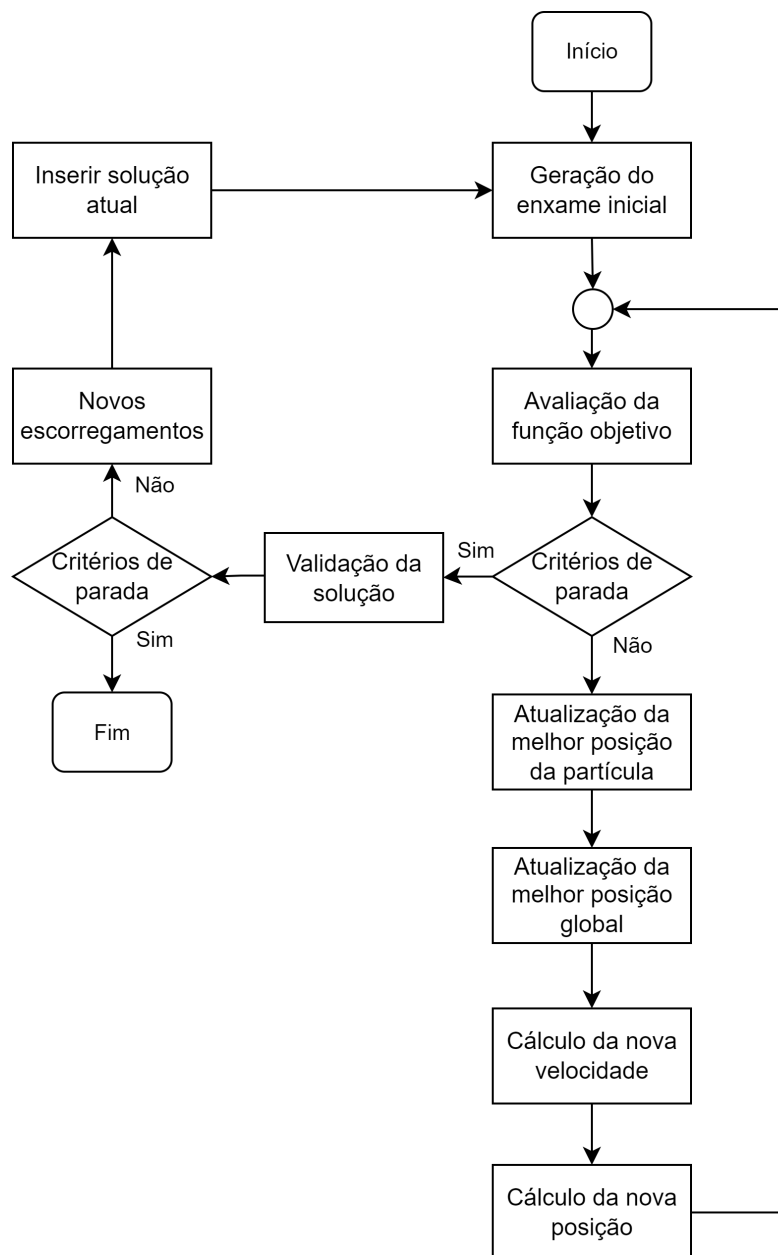 Início
Inserir solução
atual
Geração do
enxame inicial
Novos
escorregamentos
Avaliação da
função objetivo
Não
Critérios de
parada
Validação da
solução
Sim
Critérios de
parada
Sim
Não
Fim
Atualização da
melhor posição
da partícula
Atualização da
melhor posição
global
Cálculo da nova
velocidade
Cálculo da nova
posição